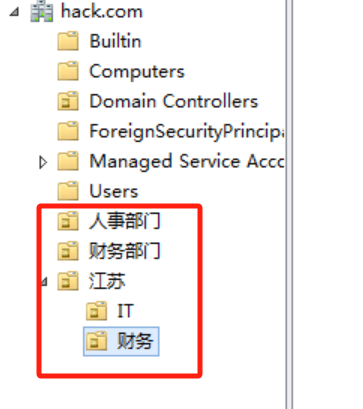 hack.com
Builtin
Computers
Domain Controllers
ForeignSecurityPrincipa
Managed Service Acc
Users
人事部门
财务部门
江苏
IT
财务